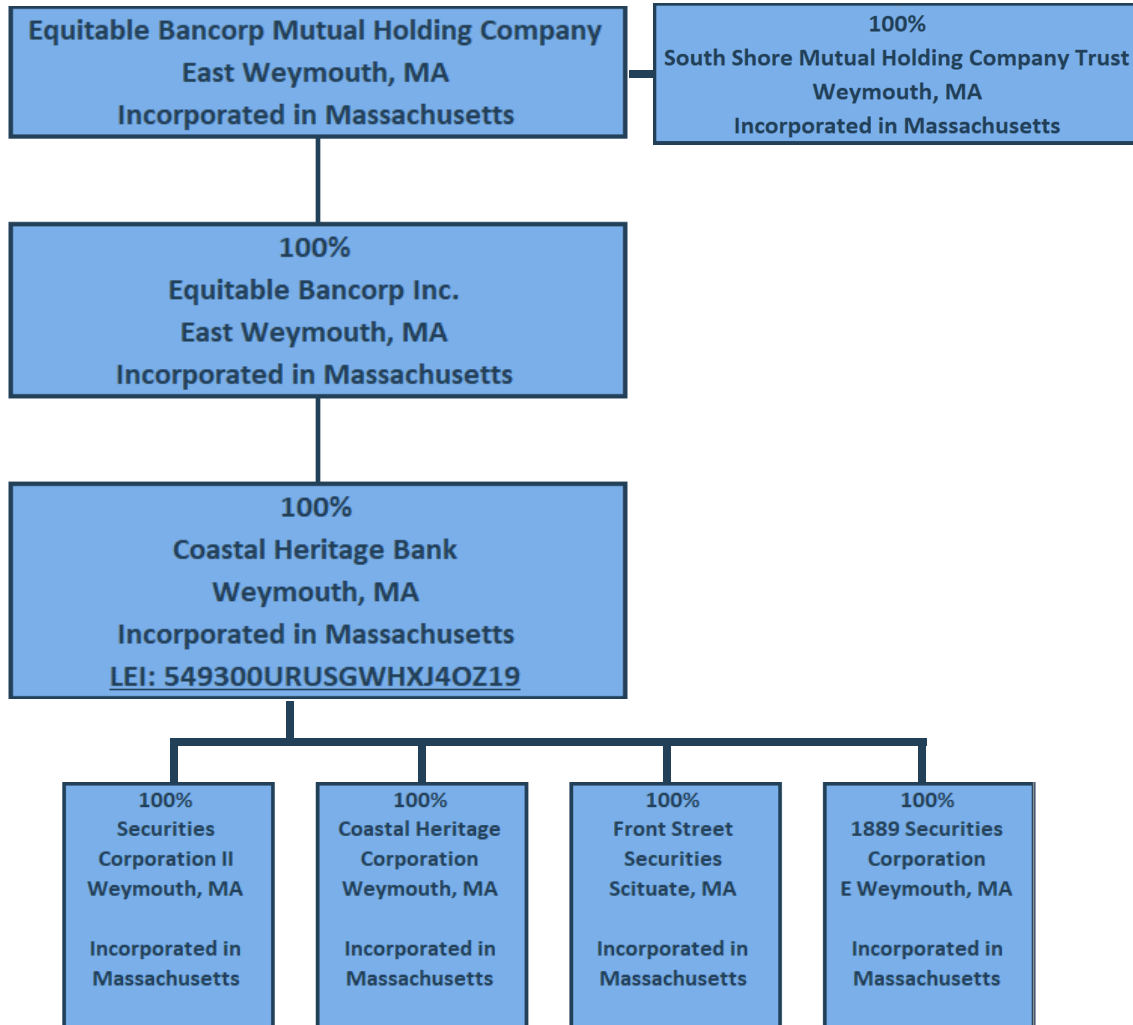 Equitable Bancorp Mutual Holding Company
East Weymouth, MA
Incorporated in Massachusetts
100%
South Shore Mutual Holding Company Trust
Weymouth, MA
Incorporated in Massachusetts
100%
Equitable Bancorp Inc.
East Weymouth, MA
Incorporated in Massachusetts
100%
Coastal Heritage Bank
Weymouth, MA
Incorporated in Massachusetts
LEI: 549300URUSGWHXJ4OZ19
100%
Securities
Corporation II
Weymouth, MA
Incorporated in
Massachusetts
100%
Coastal Heritage
Corporation
Weymouth, MA
Incorporated in
Massachusetts
100%
Front Street
Securities
Scituate, MA
Incorporated in
Massachusetts
100%
1889 Securities
Corporation
E Weymouth, MA
Incorporated in
Massachusetts